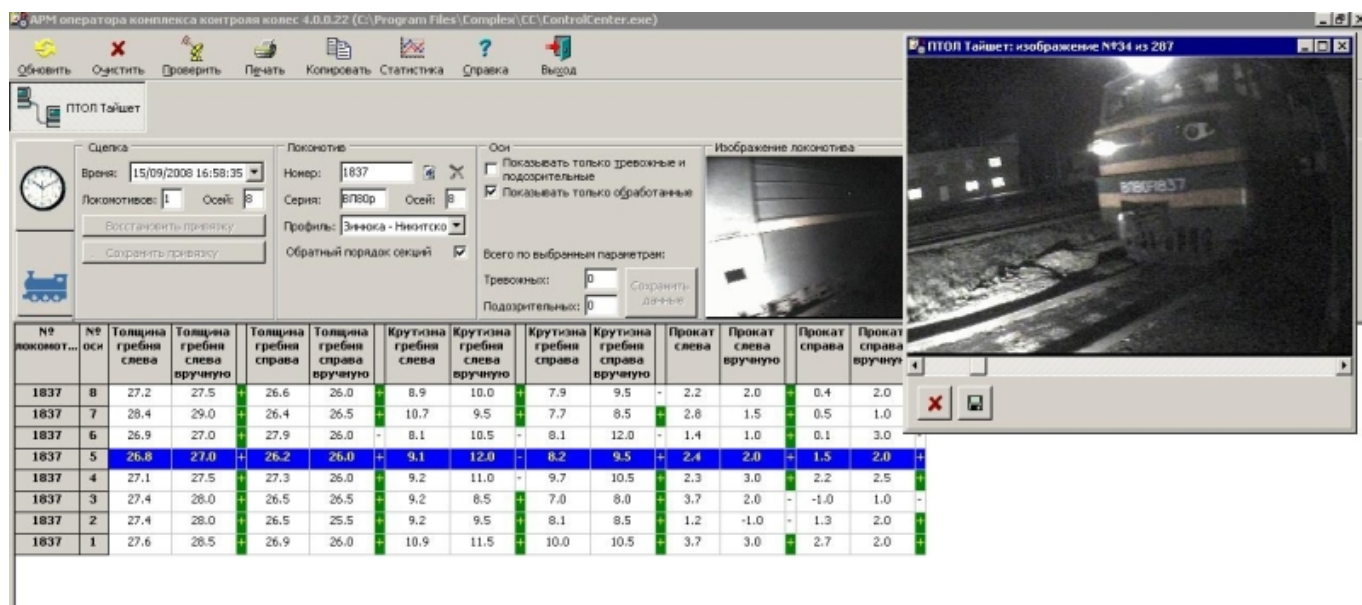 АРМ оператора комплекса контроля колес 4.0.0.22 (C:\Program Files\Complex\CC\ControlCenter.exe)
Обновить Очистить Проверить Печать Копировать Статистика Справка Выход
ПТОЛ Тайшет
ПТОЛ Тайшет: изображение №34 из 287
ВЛ80Р1837
Сцепка
Время: 15/09/2008 16:58:35
Локомотивов: 1 Осей: 8
Восстановить привязку
Сохранить привязку
Локомотив
Номер: 1837
Серия: ВЛ80р Осей: 8
Профиль: Зинюка - Никитско
Обратный порядок секций
Оси
Показывать только тревожные и подозрительные
Показывать только обработанные
Всего по выбранным параметрам:
Тревожных: 0
Подозрительных: 0
Сохранить данные
Изображение локомотива
№ локомот... № оси Толщина гребня слева Толщина гребня слева вручную Толщина гребня справа Толщина гребня справа вручную Крутизна гребня слева Крутизна гребня слева вручную Крутизна гребня справа Крутизна гребня справа вручную Прокат слева Прокат слева вручную Прокат справа Прокат справа вручную
1837 8 27.2 27.5 + 26.6 26.0 + 8.9 10.0 + 7.9 9.5 - 2.2 2.0 + 0.4 2.0
1837 7 28.4 29.0 + 26.4 26.5 + 10.7 9.5 + 7.7 8.5 + 2.8 1.5 + 0.5 1.0
1837 6 26.9 27.0 + 27.9 26.0 - 8.1 10.5 - 8.1 12.0 - 1.4 1.0 + 0.1 3.0 -
1837 5 26.8 27.0 + 26.2 26.0 + 9.1 12.0 - 8.2 9.5 + 2.4 2.0 + 1.5 2.0 +
1837 4 27.1 27.5 + 27.3 26.0 + 9.2 11.0 - 9.7 10.5 + 2.3 3.0 + 2.2 2.5 +
1837 3 27.4 28.0 + 26.5 26.5 + 9.2 8.5 + 7.0 8.0 + 3.7 2.0 - -1.0 1.0 -
1837 2 27.4 28.0 + 26.5 25.5 + 9.2 9.5 + 8.1 8.5 + 1.2 -1.0 - 1.3 2.0 +
1837 1 27.6 28.5 + 26.9 26.0 + 10.9 11.5 + 10.0 10.5 + 3.7 3.0 + 2.7 2.0 +